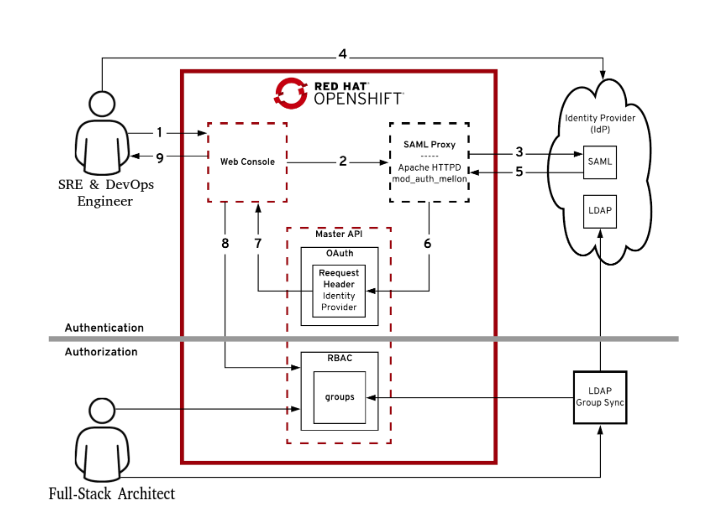 4
RED HAT
OPENSHIFT
1
9
SRE & DevOps
Engineer
Web Console
2
SAML Proxy
-----
Apache HTTPD
mod_auth_mellon
3
5
Identity Provider
(IdP)
SAML
LDAP
8
7
6
Master API
OAuth
Reequest
Header
Identity
Provider
Authentication
Authorization
RBAC
groups
LDAP
Group Sync
Full-Stack Architect